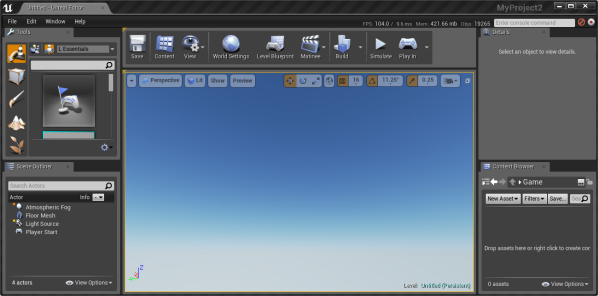 Untitled - Unreal Editor
MyProject2
File Edit Window Help
FPS: 104.0 / 9.6 ms Mem: 421.66 mb Objs: 19265
Enter console command
Tools
Details
1 Essentials
Save
Content
View
World Settings
Level Blueprint
Matinee
Build
Simulate
Play In
Select an object to view details.
Perspective
Lit
Show
Preview
16
11.25°
0.25
Scene Outliner
Search Actors
Actor
Info
Atmospheric Fog
Floor Mesh
Light Source
Player Start
4 actors
View Options
Z
Level: Untitled (Persistent)
Content Browser
Game
New Asset
Filters
Save...
Drop assets here or right click to create cor
0 assets
View Options